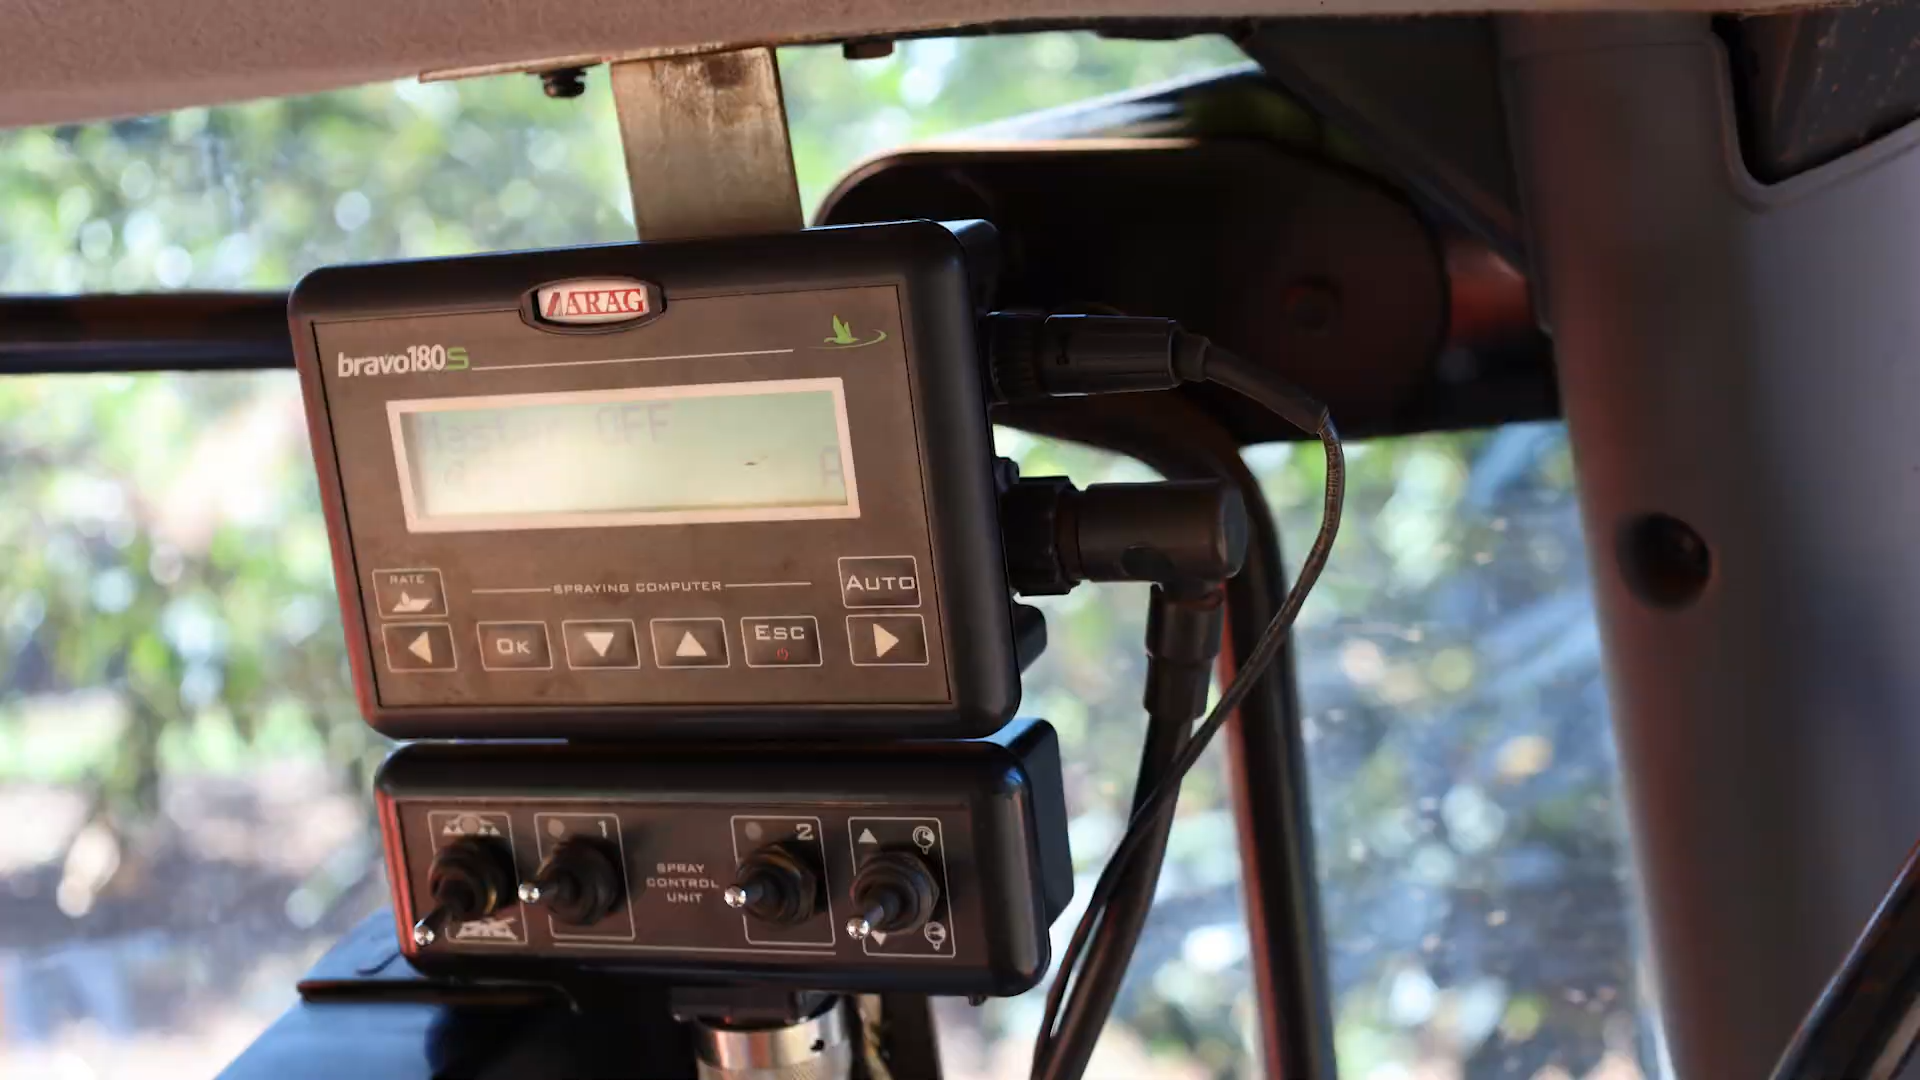 ARAG
bravo180S
Master OFF
A
RATE
SPRAYING COMPUTER
AUTO
OK
ESC
1
2
SPRAY
CONTROL
UNIT